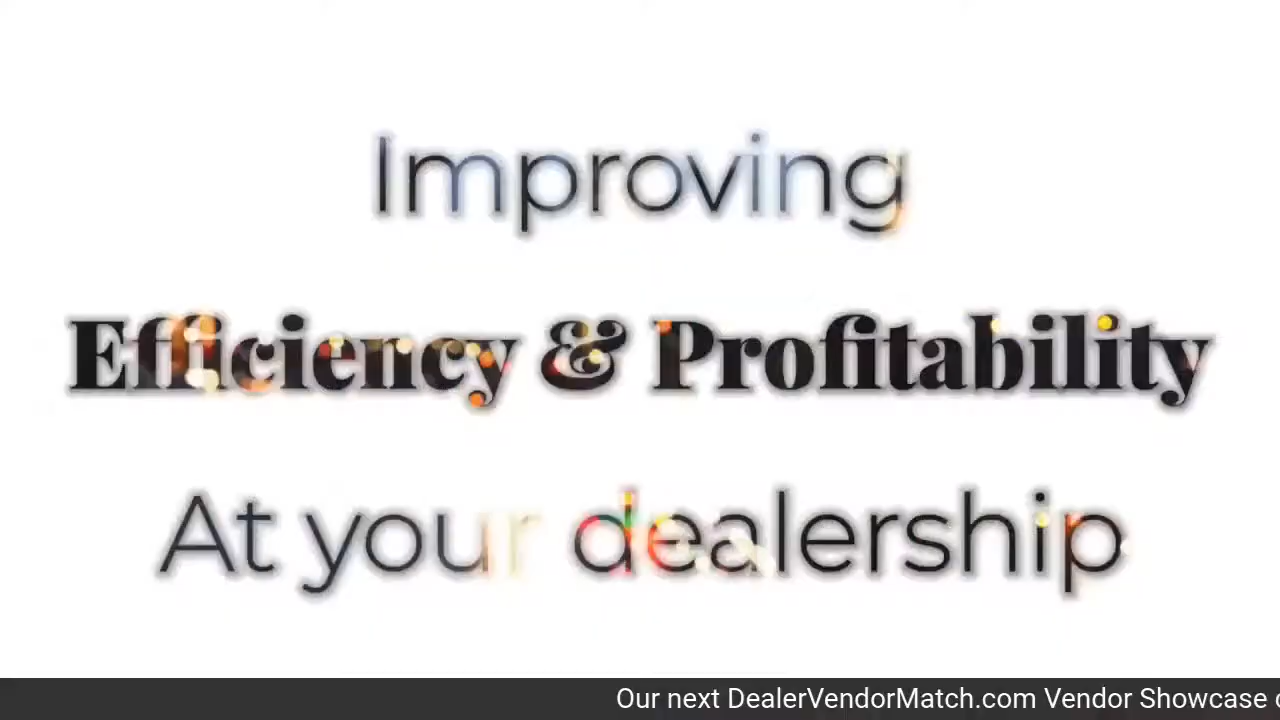 Improving
Efficiency & Profitability
At your dealership
Our next DealerVendorMatch.com Vendor Showcase